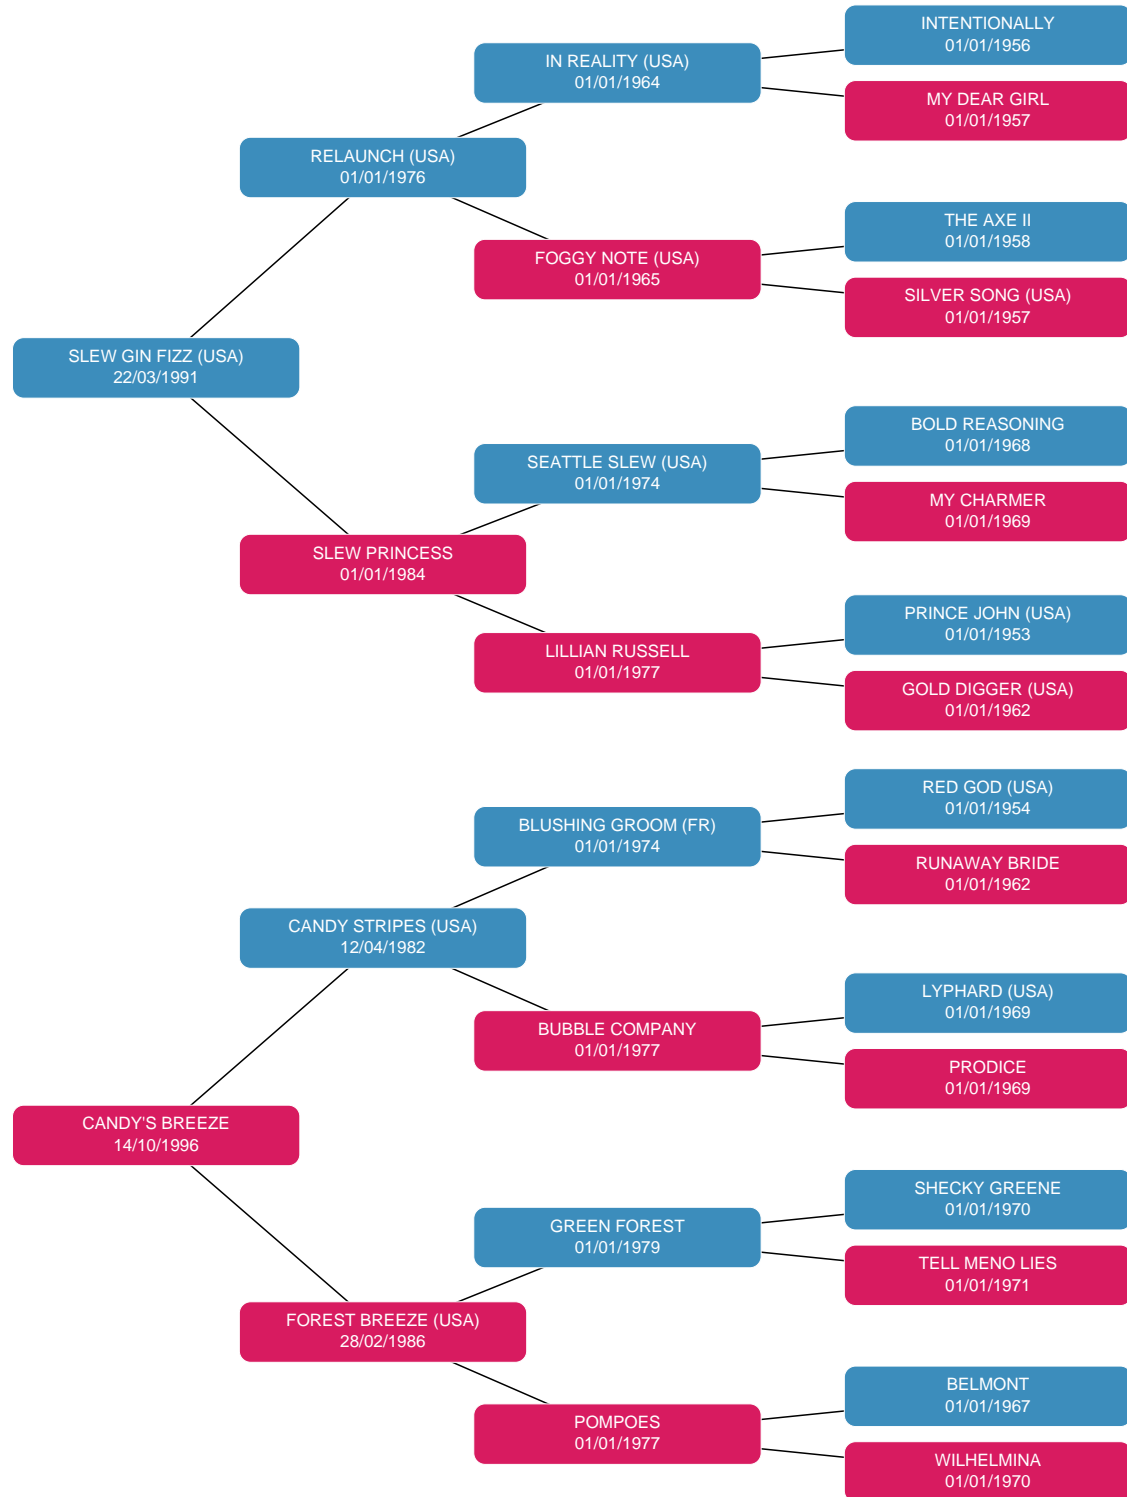 INTENTIONALLY
01/01/1956
IN REALITY (USA)
01/01/1964
MY DEAR GIRL
01/01/1957
RELAUNCH (USA)
01/01/1976
THE AXE II
01/01/1958
FOGGY NOTE (USA)
01/01/1965
SILVER SONG (USA)
01/01/1957
SLEW GIN FIZZ (USA)
22/03/1991
BOLD REASONING
01/01/1968
SEATTLE SLEW (USA)
01/01/1974
MY CHARMER
01/01/1969
SLEW PRINCESS
01/01/1984
PRINCE JOHN (USA)
01/01/1953
LILLIAN RUSSELL
01/01/1977
GOLD DIGGER (USA)
01/01/1962
RED GOD (USA)
01/01/1954
BLUSHING GROOM (FR)
01/01/1974
RUNAWAY BRIDE
01/01/1962
CANDY STRIPES (USA)
12/04/1982
LYPHARD (USA)
01/01/1969
BUBBLE COMPANY
01/01/1977
PRODICE
01/01/1969
CANDY'S BREEZE
14/10/1996
SHECKY GREENE
01/01/1970
GREEN FOREST
01/01/1979
TELL MENO LIES
01/01/1971
FOREST BREEZE (USA)
28/02/1986
BELMONT
01/01/1967
POMPOES
01/01/1977
WILHELMINA
01/01/1970